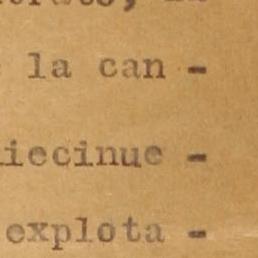 la can -
iecinue -
explota -